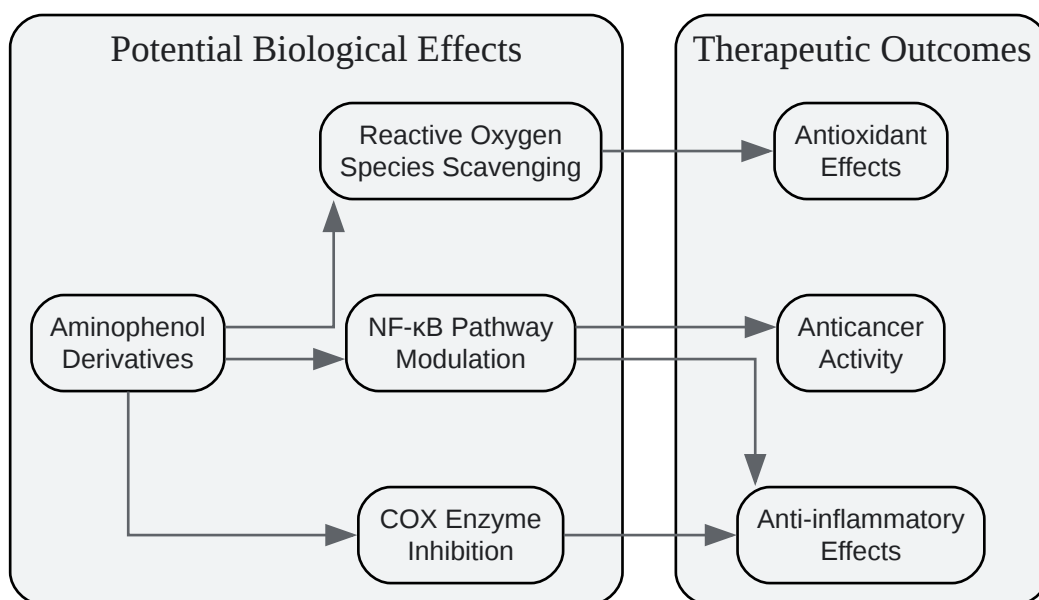 Potential Biological Effects
Therapeutic Outcomes
Reactive Oxygen
Species Scavenging
Antioxidant
Effects
Aminophenol
Derivatives
NF-κB Pathway
Modulation
Anticancer
Activity
COX Enzyme
Inhibition
Anti-inflammatory
Effects